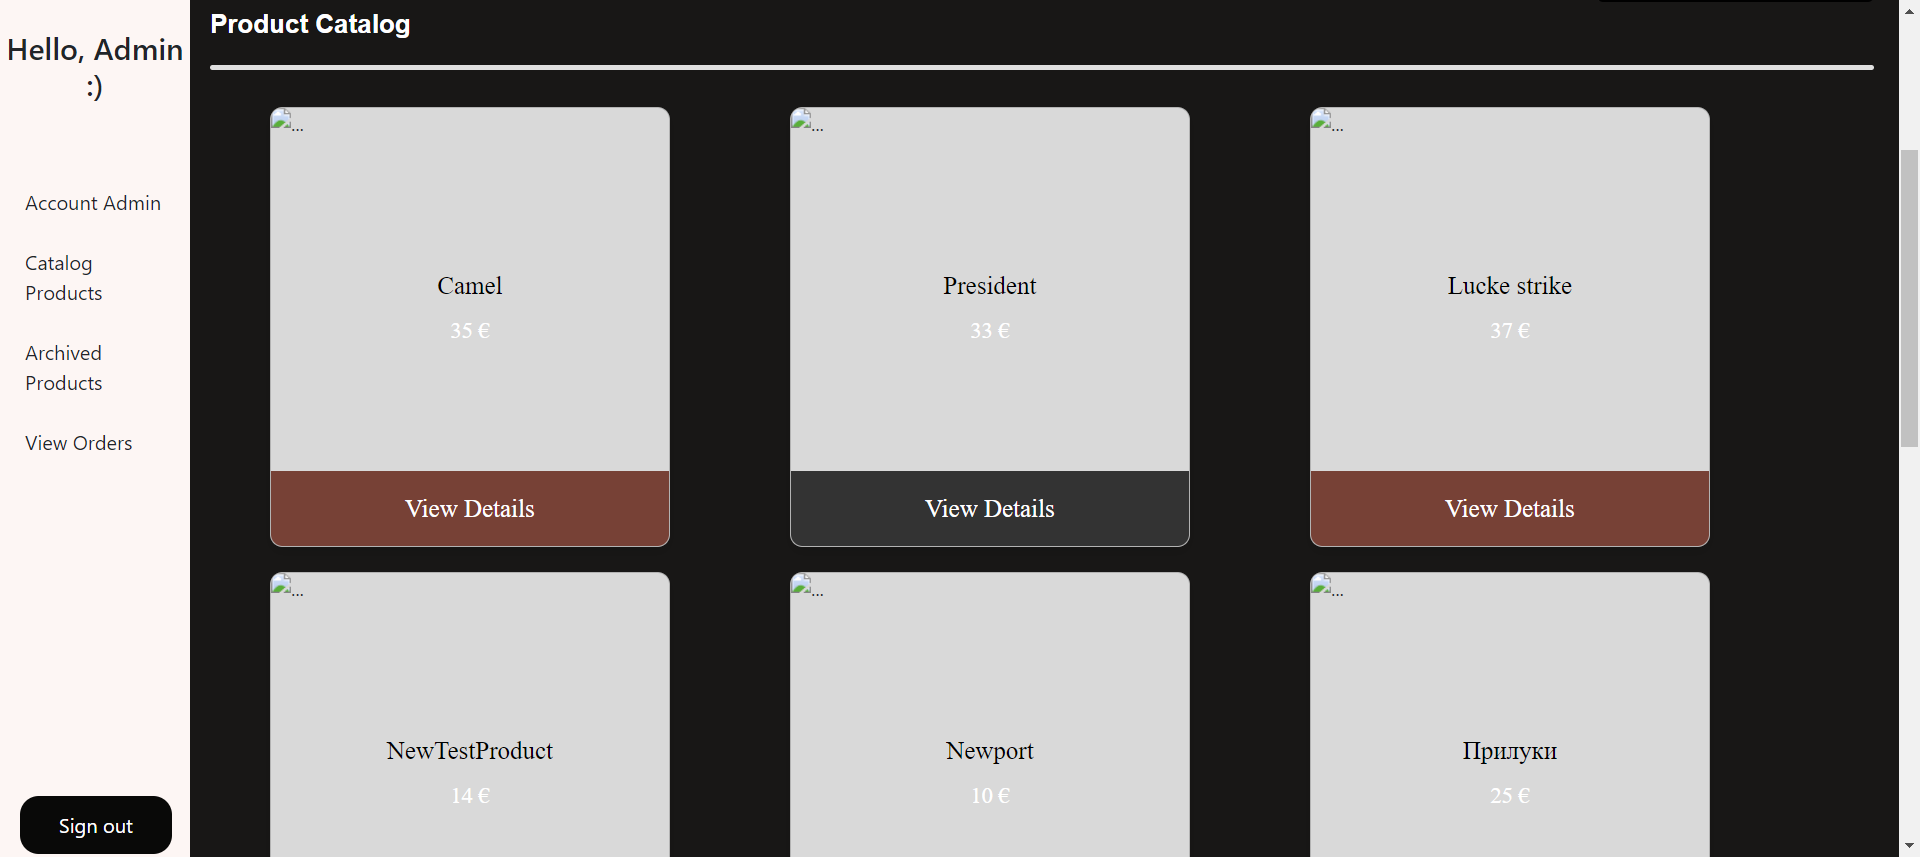 Hello, Admin
:)
Account Admin
Catalog
Products
Archived
Products
View Orders
Sign out
Product Catalog
...
...
...
Camel
President
Lucke strike
35 €
33 €
37 €
View Details
View Details
View Details
...
...
...
NewTestProduct
Newport
Прилуки
14 €
10 €
25 €